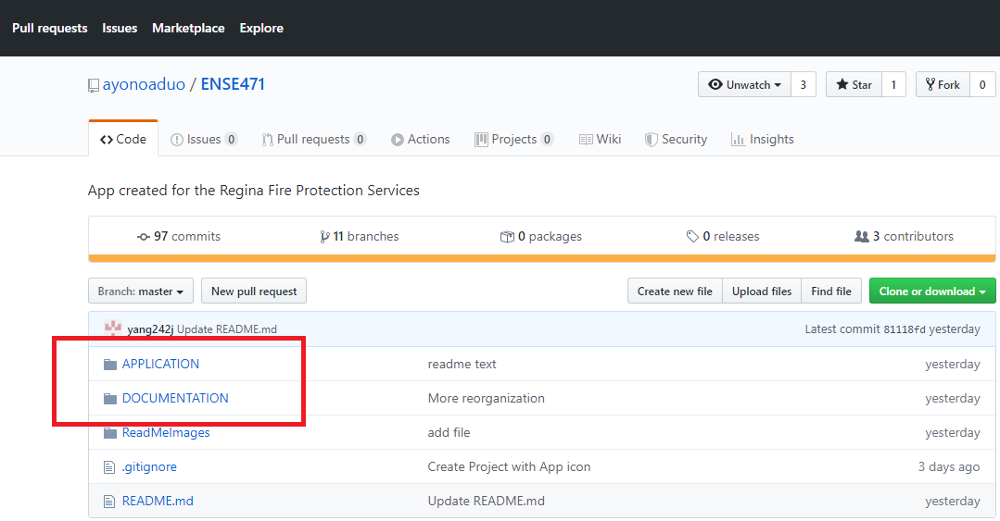 Pull requests Issues Marketplace Explore
ayonoaduo / ENSE471
Unwatch 3 Star 1 Fork 0
Code Issues 0 Pull requests 0 Actions Projects 0 Wiki Security Insights
App created for the Regina Fire Protection Services
97 commits 11 branches 0 packages 0 releases 3 contributors
Branch: master New pull request Create new file Upload files Find file Clone or download
yang242j Update README.md Latest commit 81118fd yesterday
APPLICATION readme text yesterday
DOCUMENTATION More reorganization yesterday
ReadMeImages add file yesterday
.gitignore Create Project with App icon 3 days ago
README.md Update README.md yesterday